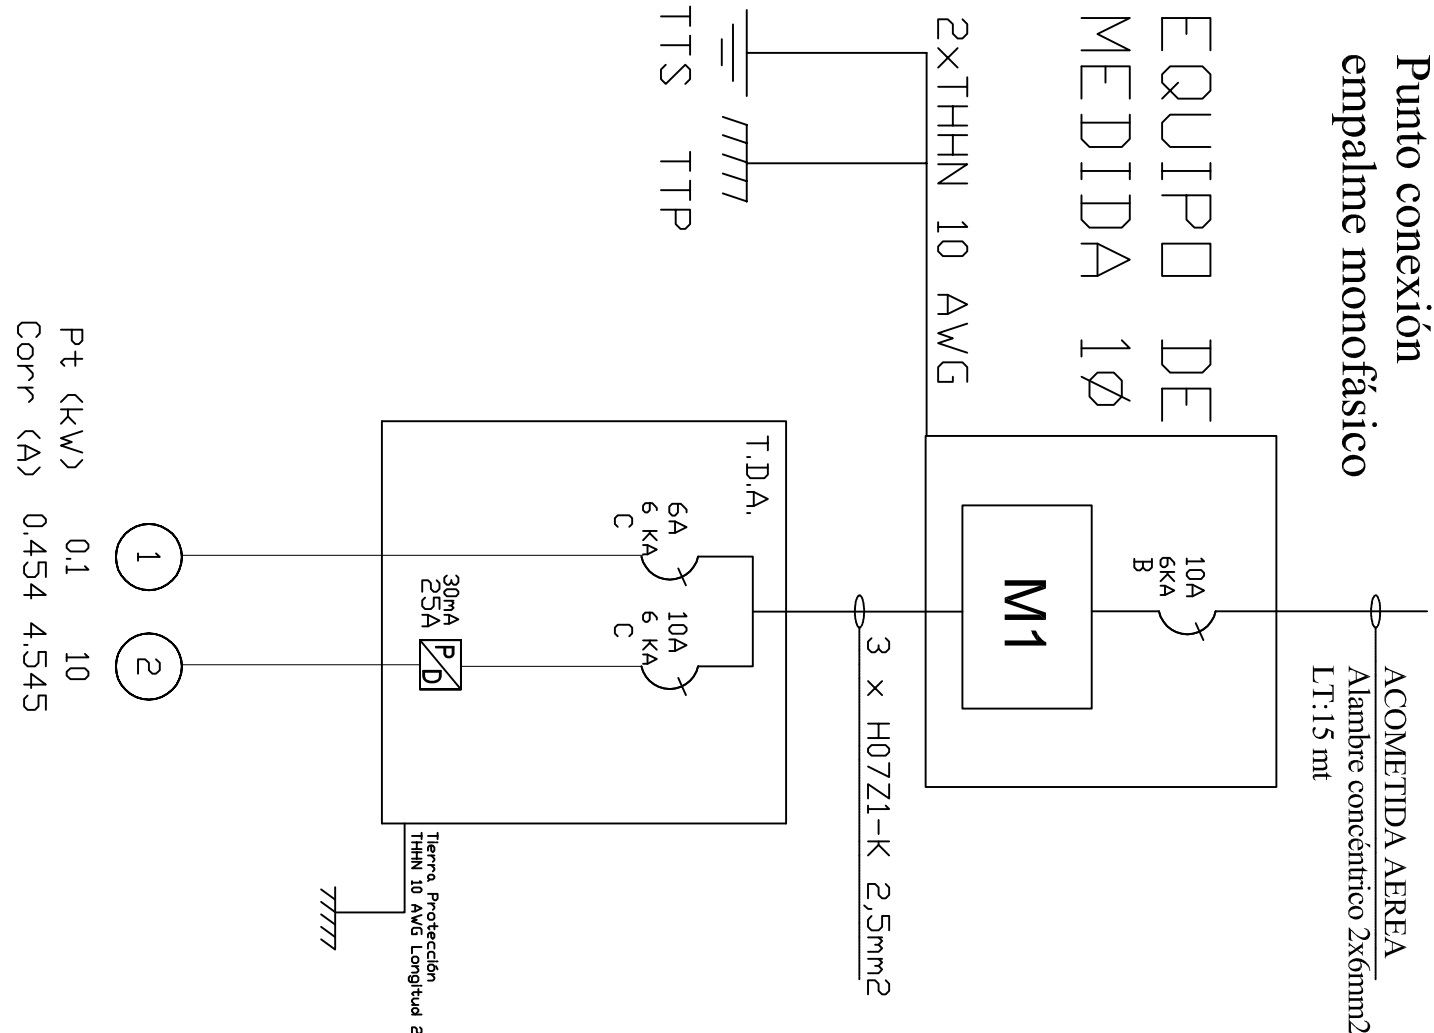 Punto conexión
empalme monofásico
EQUIPO DE
MEDIDA 1Ø
ACOMETIDA AEREA
Alambre concéntrico 2x6mm2
LT:15 mt
10A
6KA
B
M1
2xTHHN 10 AWG
TTS TTP
3 x H07Z1-K 2,5mm2
T.D.A.
6A
6 KA
C
10A
6 KA
C
30mA
25A
P/D
Tierra Protección
THHN 10 AWG Longitud 2
1
2
Pt (kW) 0.1 10
Corr (A) 0.454 4.545